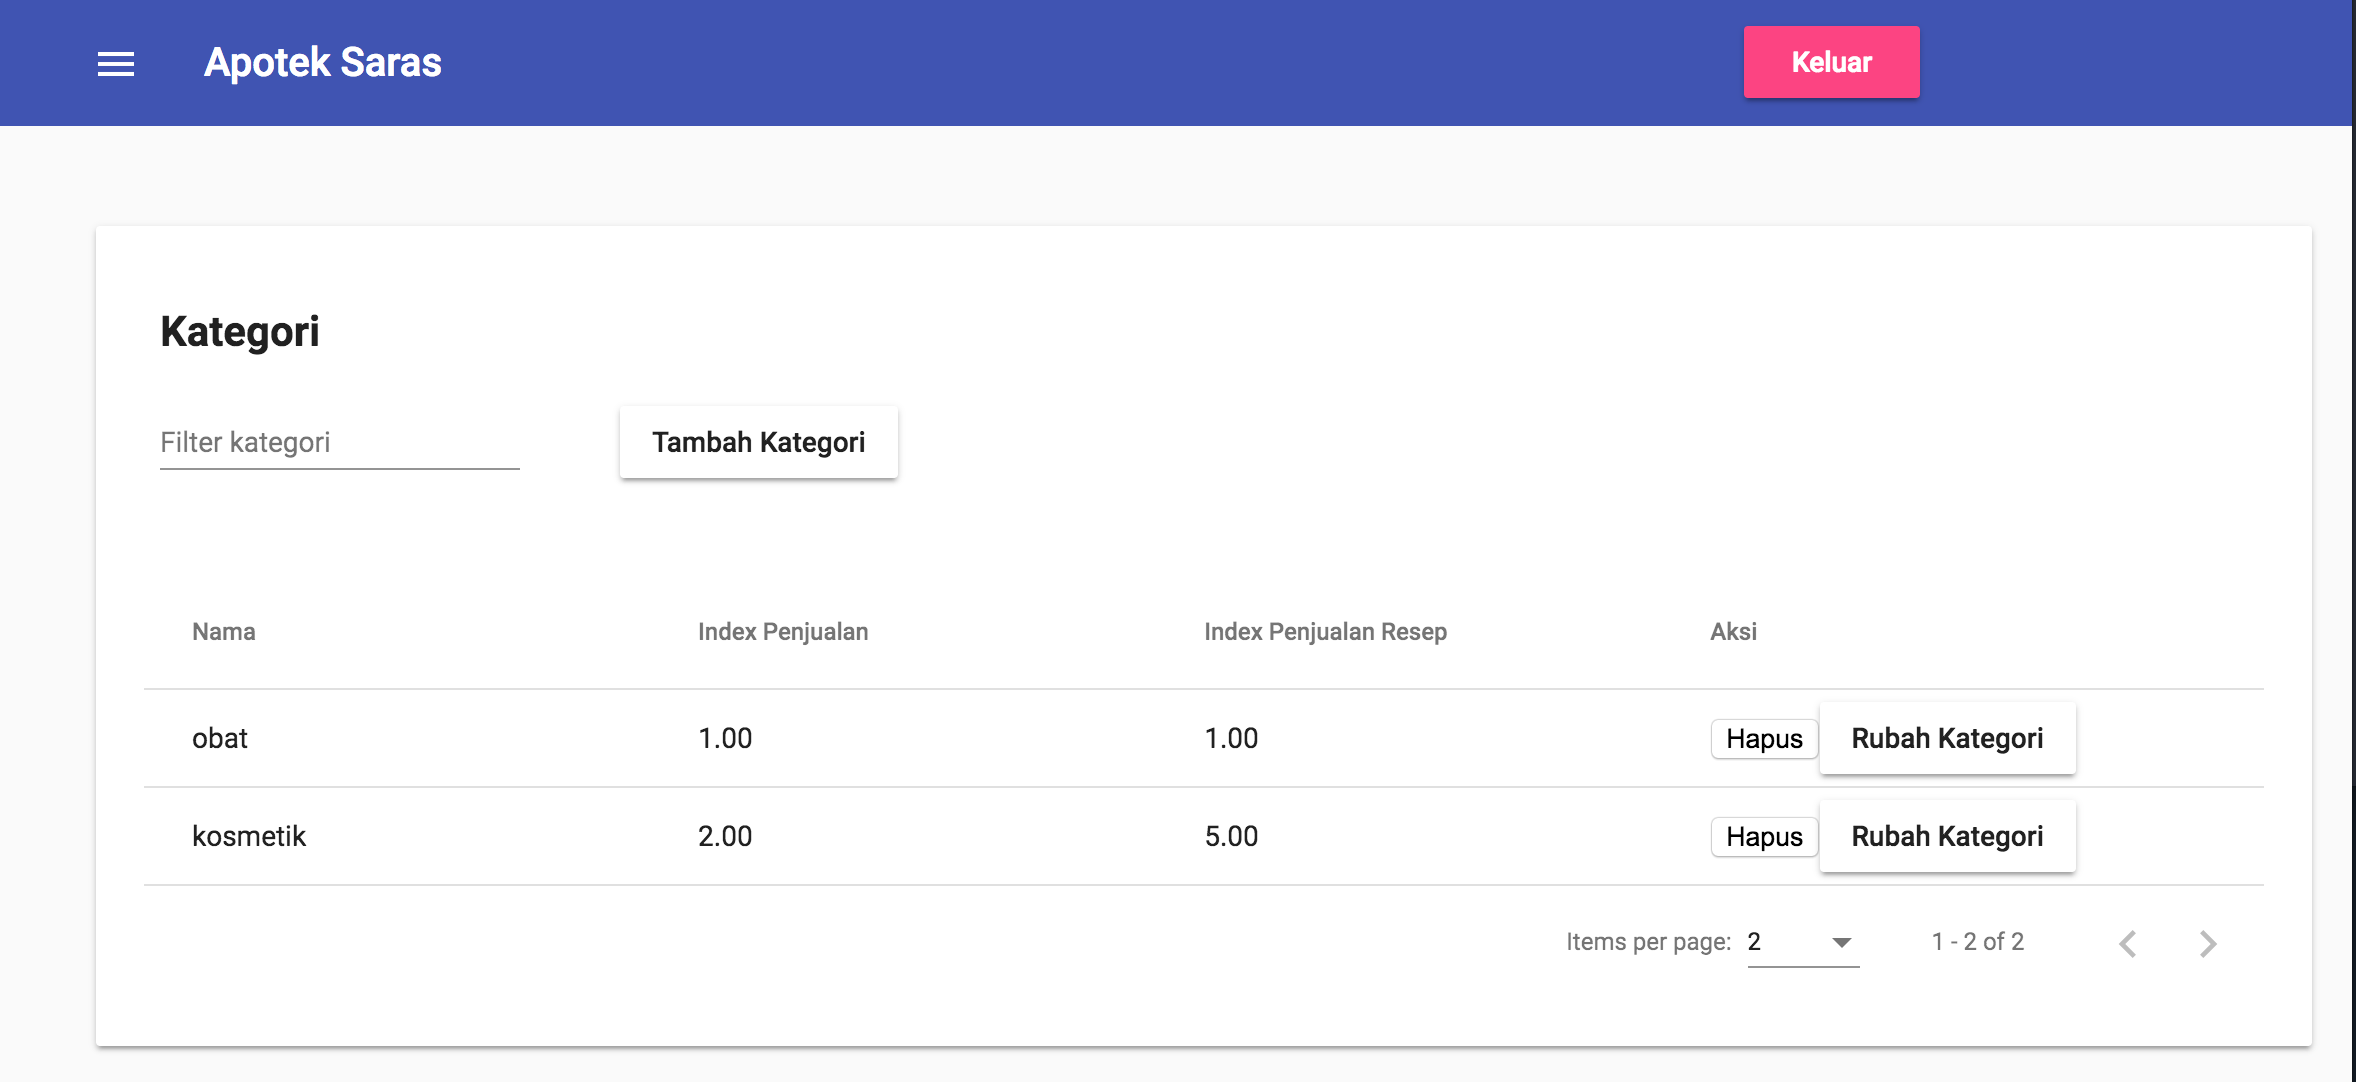 Apotek Saras Keluar
Kategori
Filter kategori Tambah Kategori
Nama Index Penjualan Index Penjualan Resep Aksi
obat 1.00 1.00 Hapus Rubah Kategori
kosmetik 2.00 5.00 Hapus Rubah Kategori
Items per page: 2 1 - 2 of 2